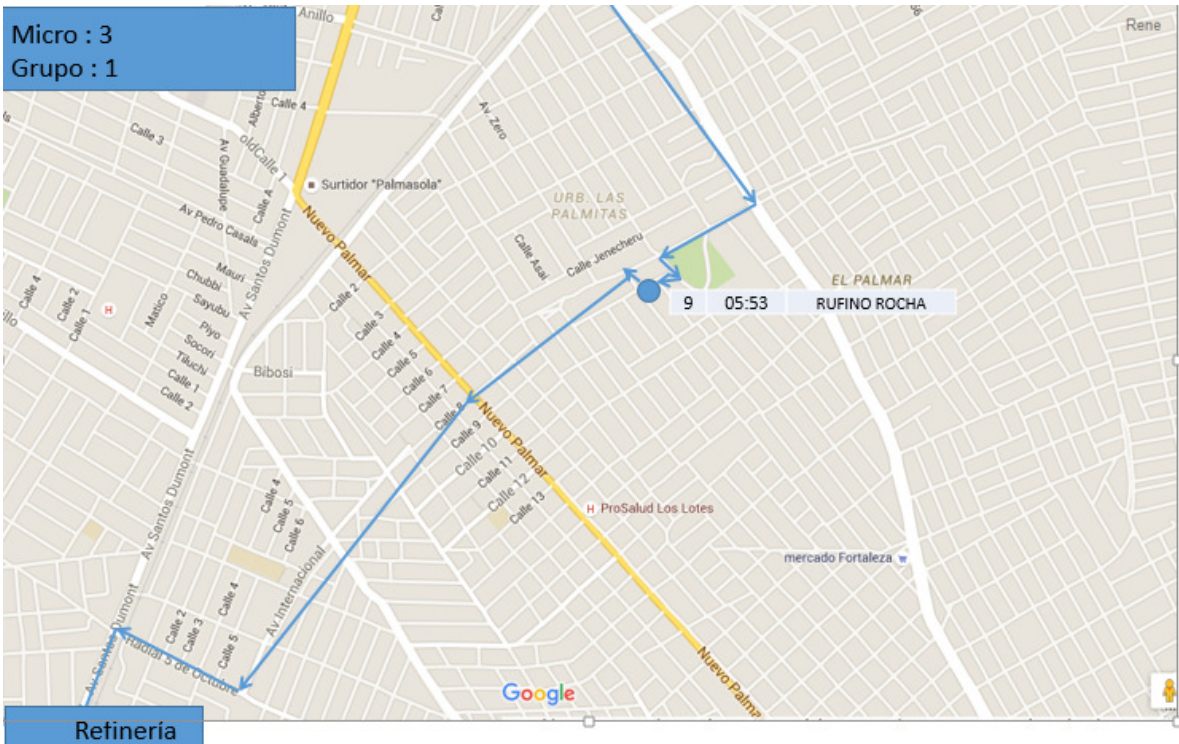 Micro : 3
Grupo : 1
Anillo
Rene
Calle 4
Alberto
Calle 3
oldCalle 1
Av Guadalupe
Calle A
Av. Zero
Surtidor "Palmasola"
URB. LAS
PALMITAS
Av Pedro Casals
Nuevo Palmar
Av Santos Dumont
Calle Asai
Calle Jenecheru
EL PALMAR
9 05:53 RUFINO ROCHA
Calle 4
Calle 2
Calle 1
H
Matico
Mauri
Chubbi
Sayubu
Piyo
Socori
Tiluchi
Calle 1
Calle 2
Bibosi
Calle 2
Calle 3
Calle 4
Calle 5
Calle 6
Calle 7
Calle 8
Calle 9
Calle 10
Calle 11
Calle 12
Calle 13
Nuevo Palmar
H ProSalud Los Lotes
mercado Fortaleza
Av Santos Dumont
Calle 4
Calle 5
Calle 6
Av Internacional
Calle 2
Calle 3
Calle 4
Calle 5
Av Santos Dumont
Radial 5 de Octubre
Google
Nuevo Palma
Refinería